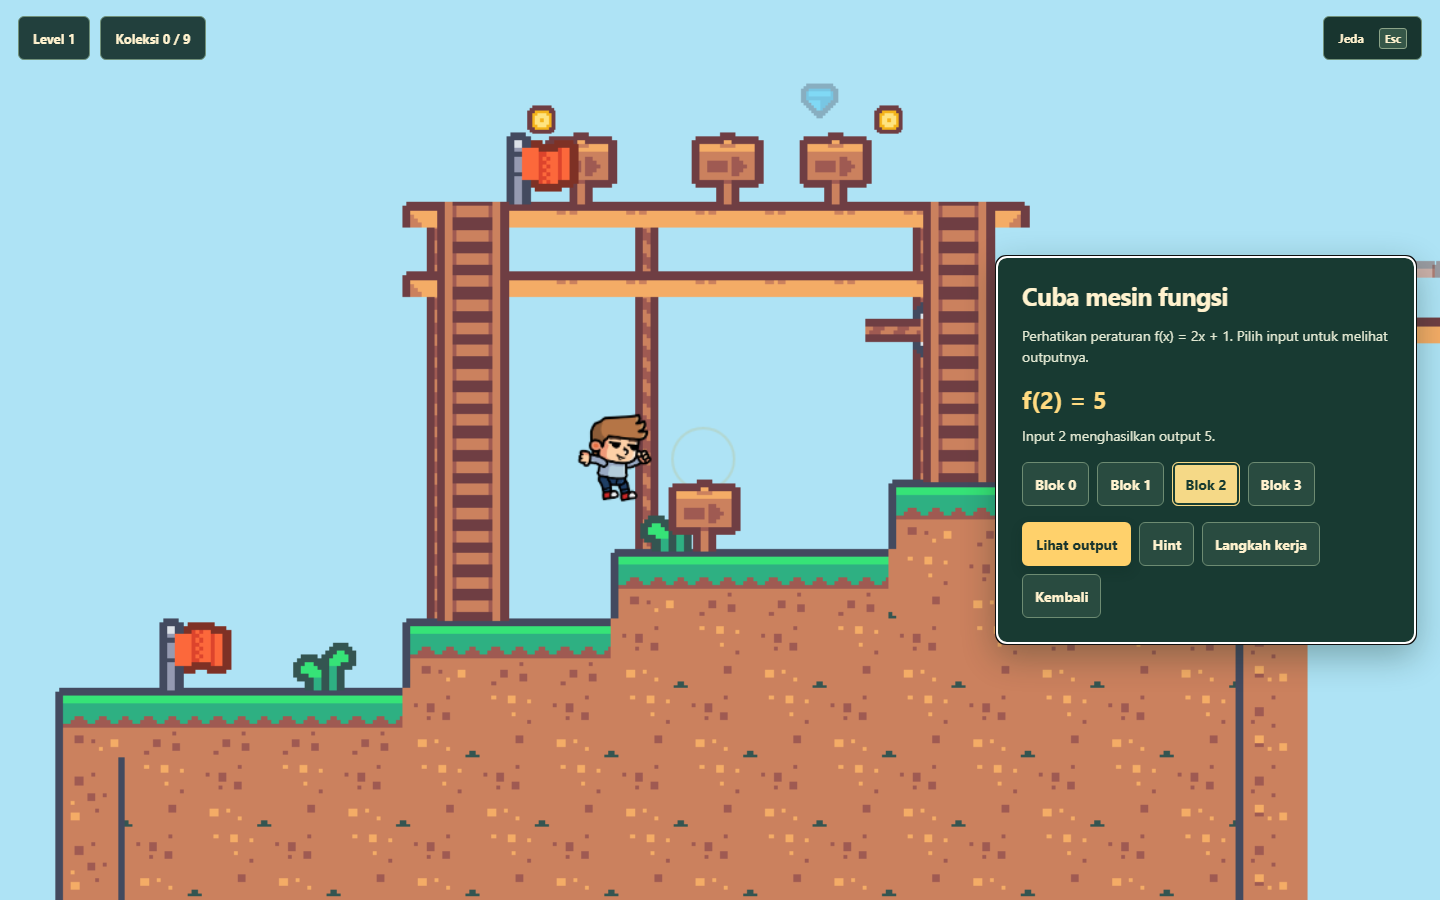 Level 1
Koleksi 0 / 9
Jeda Esc
Cuba mesin fungsi
Perhatikan peraturan f(x) = 2x + 1. Pilih input untuk melihat
outputnya.
f(2) = 5
Input 2 menghasilkan output 5.
Blok 0 Blok 1 Blok 2 Blok 3
Lihat output Hint Langkah kerja
Kembali